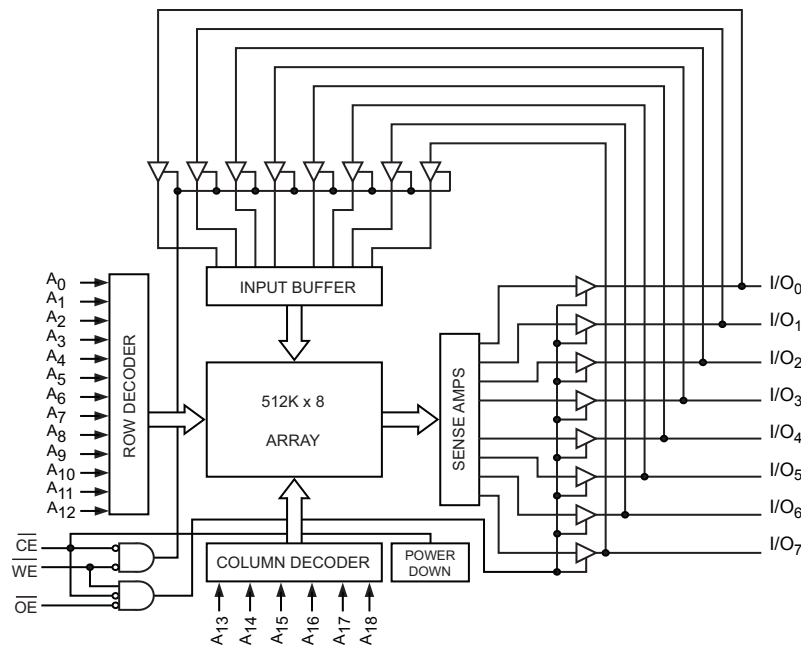 A0
A1
A2
A3
A4
A5
A6
A7
A8
A9
A10
A11
A12
ROW DECODER
INPUT BUFFER
512K x 8
ARRAY
SENSE AMPS
I/O0
I/O1
I/O2
I/O3
I/O4
I/O5
I/O6
I/O7
CE
WE
OE
COLUMN DECODER
POWER
DOWN
A13
A14
A15
A16
A17
A18